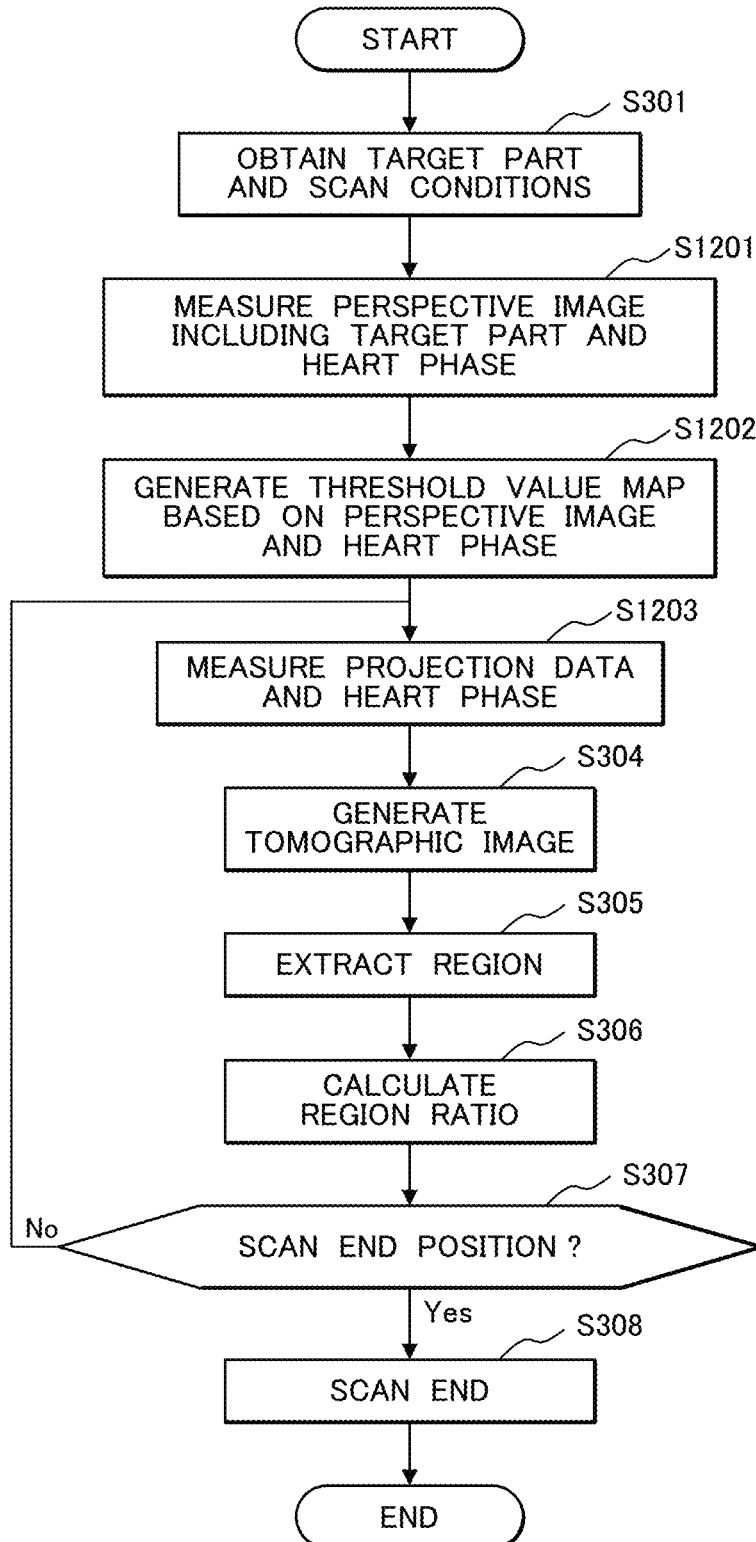 START
S301
OBTAIN TARGET PART
AND SCAN CONDITIONS
S1201
MEASURE PERSPECTIVE IMAGE
INCLUDING TARGET PART AND
HEART PHASE
S1202
GENERATE THRESHOLD VALUE MAP
BASED ON PERSPECTIVE IMAGE
AND HEART PHASE
S1203
MEASURE PROJECTION DATA
AND HEART PHASE
S304
GENERATE
TOMOGRAPHIC IMAGE
S305
EXTRACT REGION
S306
CALCULATE
REGION RATIO
S307
No
SCAN END POSITION ?
Yes
S308
SCAN END
END